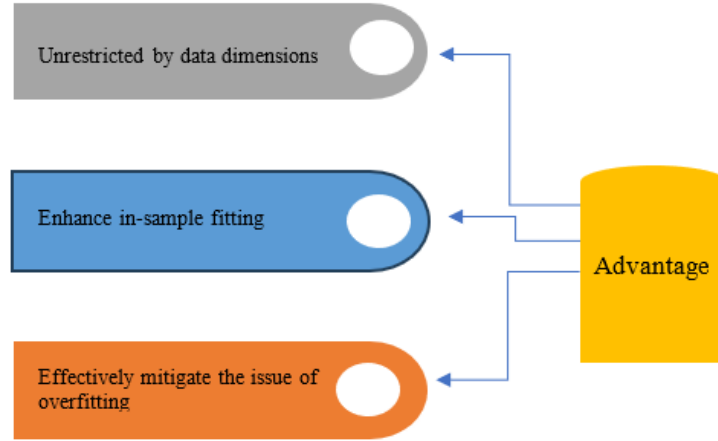 Unrestricted by data dimensions
Enhance in-sample fitting
Advantage
Effectively mitigate the issue of
overfitting